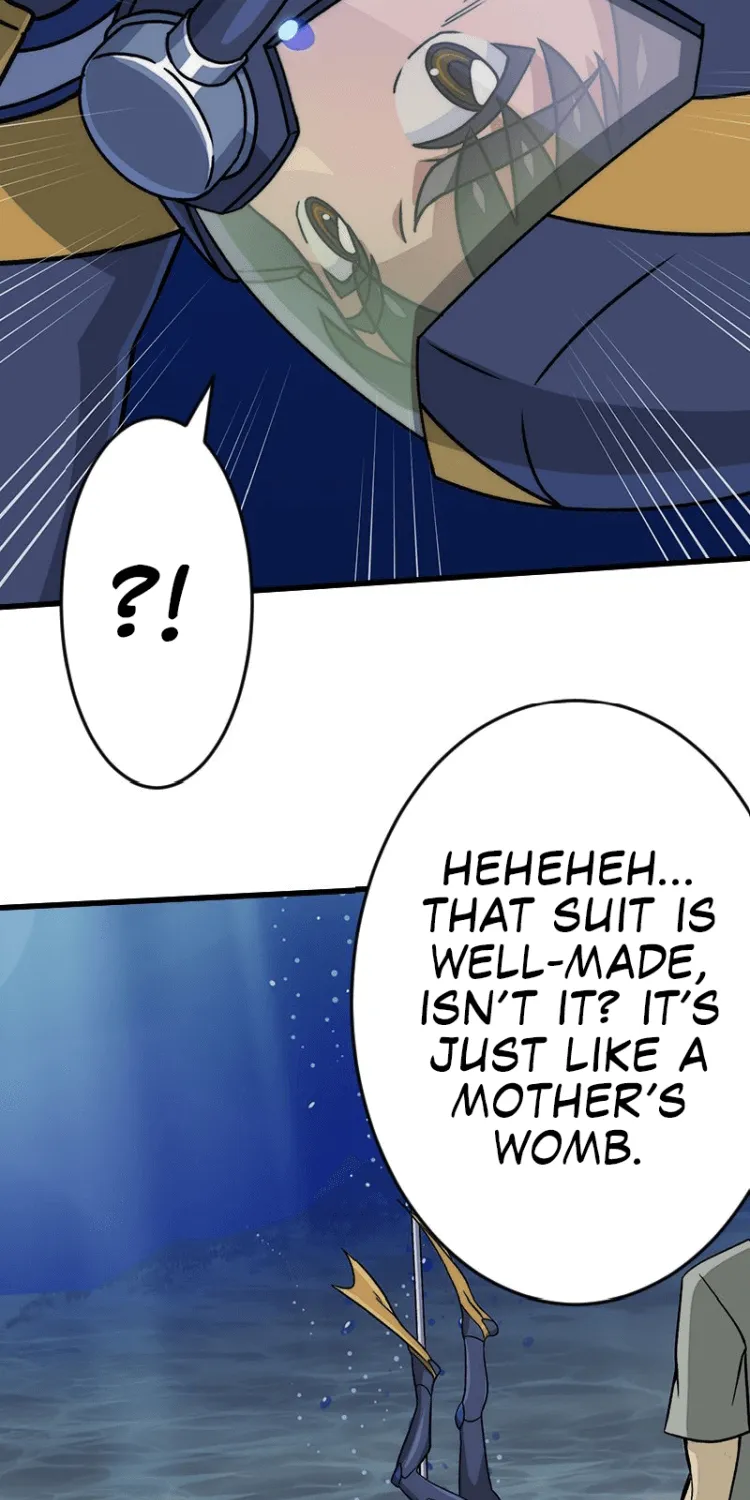 ?!
HEHEHEH...
THAT SUIT IS
WELL-MADE,
ISN'T IT? IT'S
JUST LIKE A
MOTHER'S
WOMB.